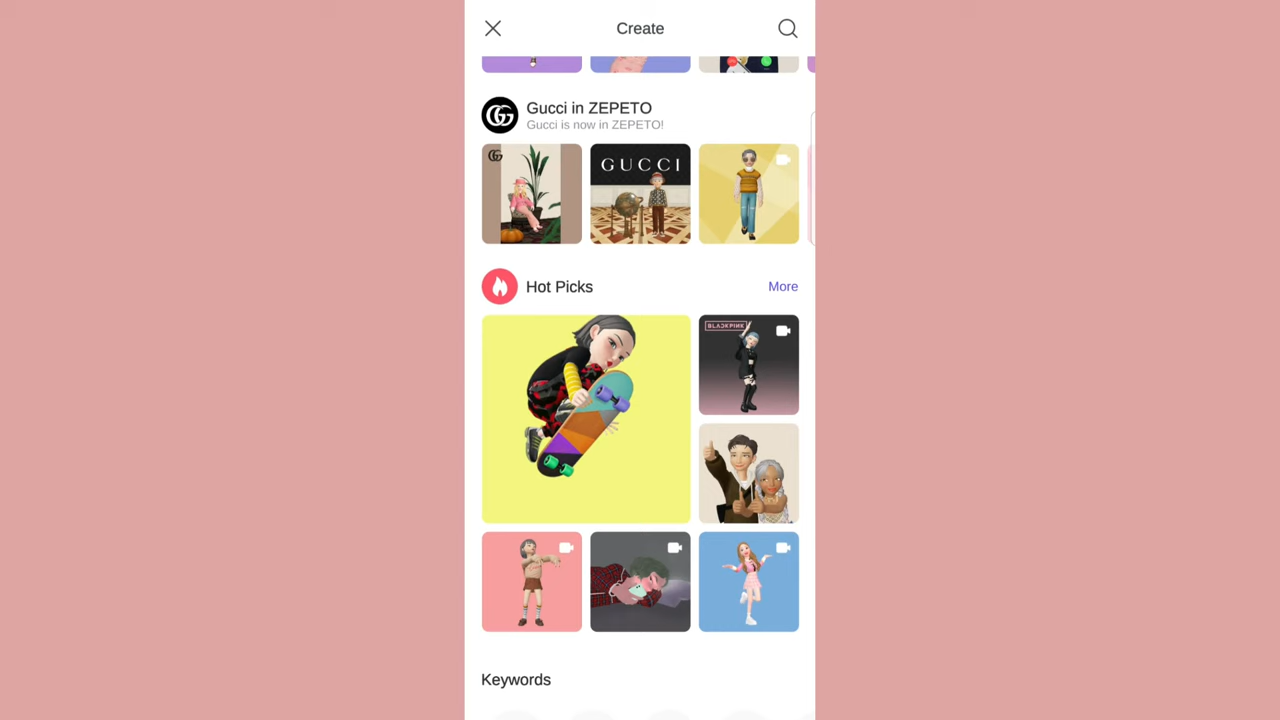 Create
Gucci in ZEPETO
Gucci is now in ZEPETO!
GUCCI
Hot Picks
More
BLACKPINK
Keywords